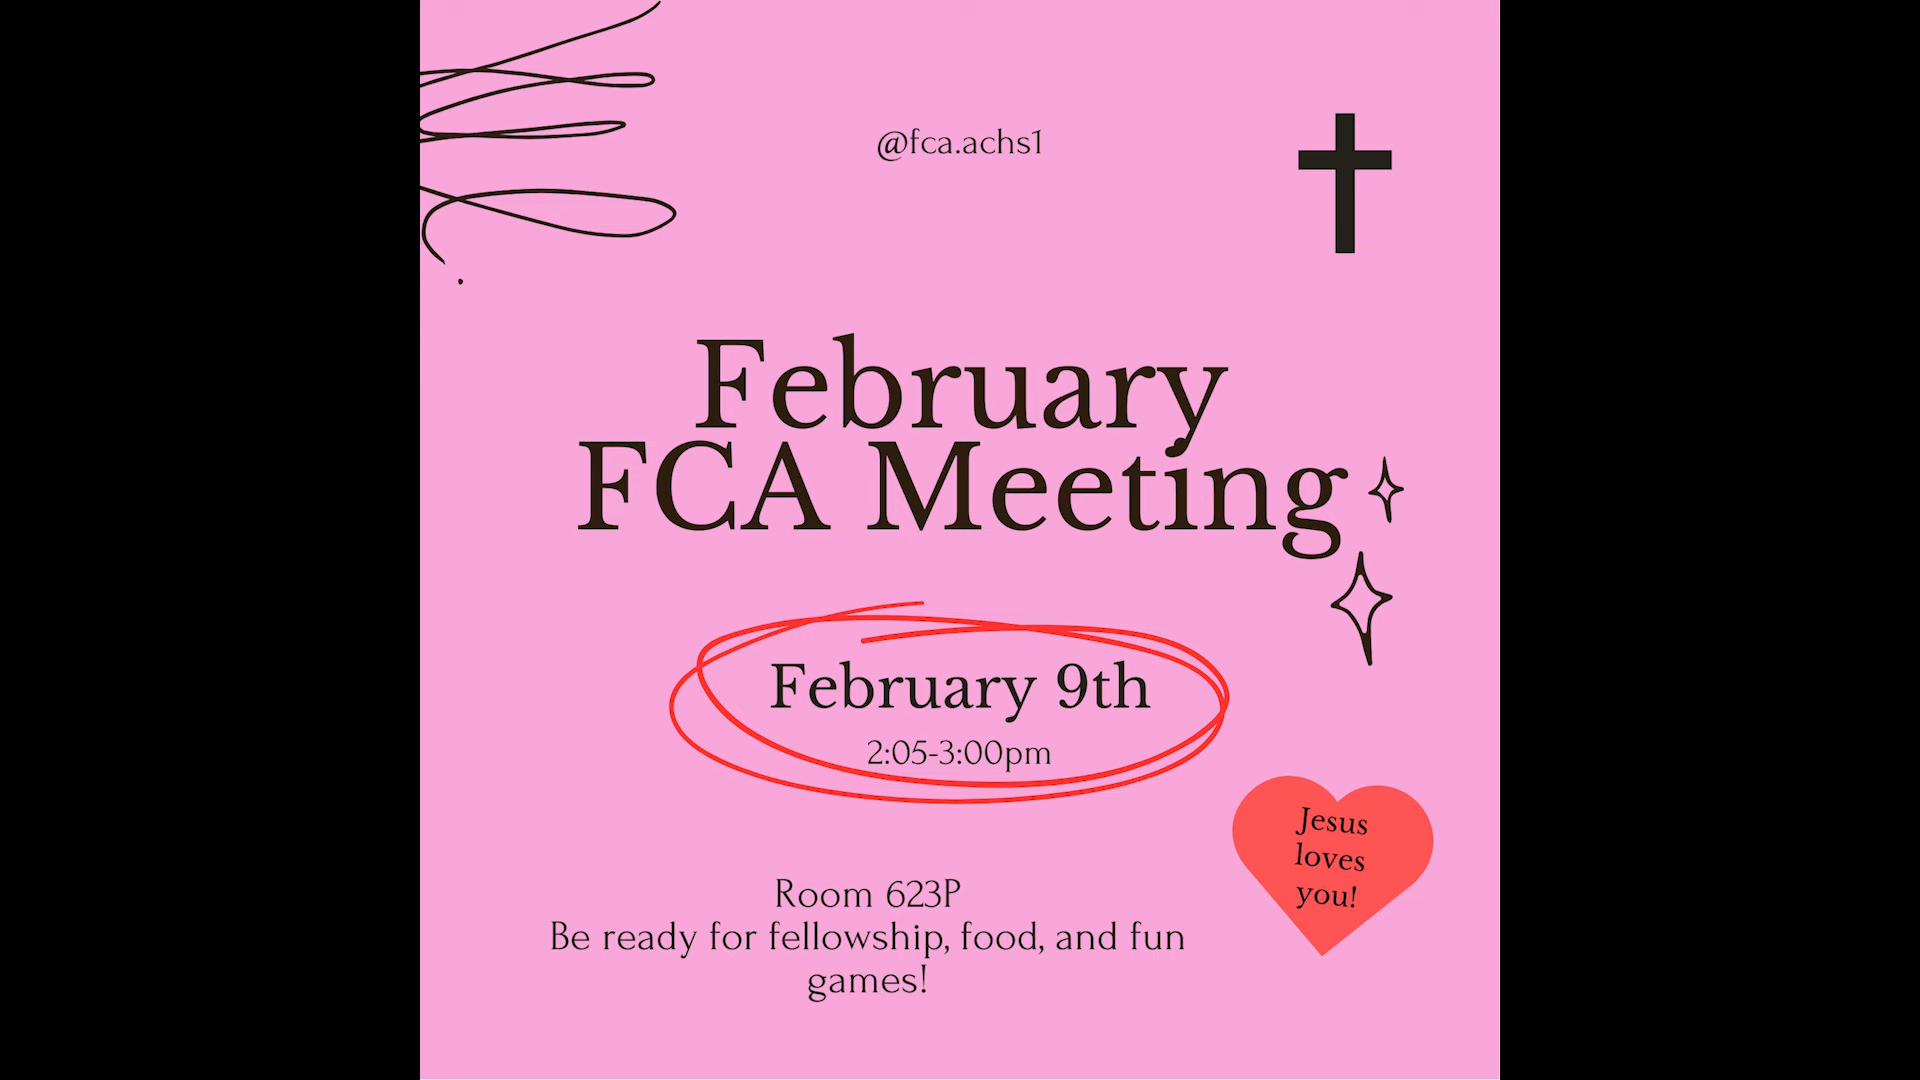 @fca.achs1
February
FCA Meeting
February 9th
2:05-3:00pm
Jesus
loves
you!
Room 623P
Be ready for fellowship, food, and fun
games!